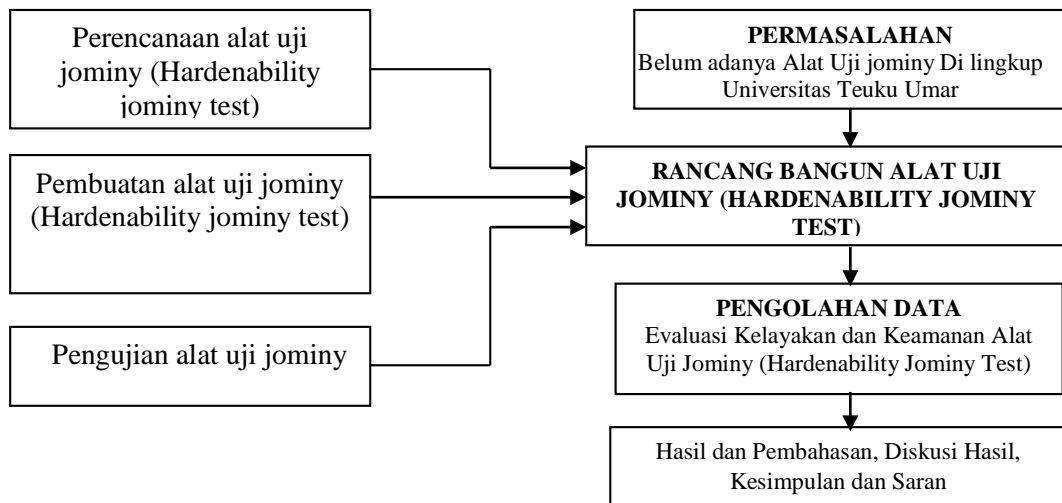 Perencanaan alat uji
jominy (Hardenability
jominy test)
Pembuatan alat uji jominy
(Hardenability jominy test)
Pengujian alat uji jominy
PERMASALAHAN
Belum adanya Alat Uji jominy Di lingkup
Universitas Teuku Umar
RANCANG BANGUN ALAT UJI
JOMINY (HARDENABILITY JOMINY
TEST)
PENGOLAHAN DATA
Evaluasi Kelayakan dan Keamanan Alat
Uji Jominy (Hardenability Jominy Test)
Hasil dan Pembahasan, Diskusi Hasil,
Kesimpulan dan Saran